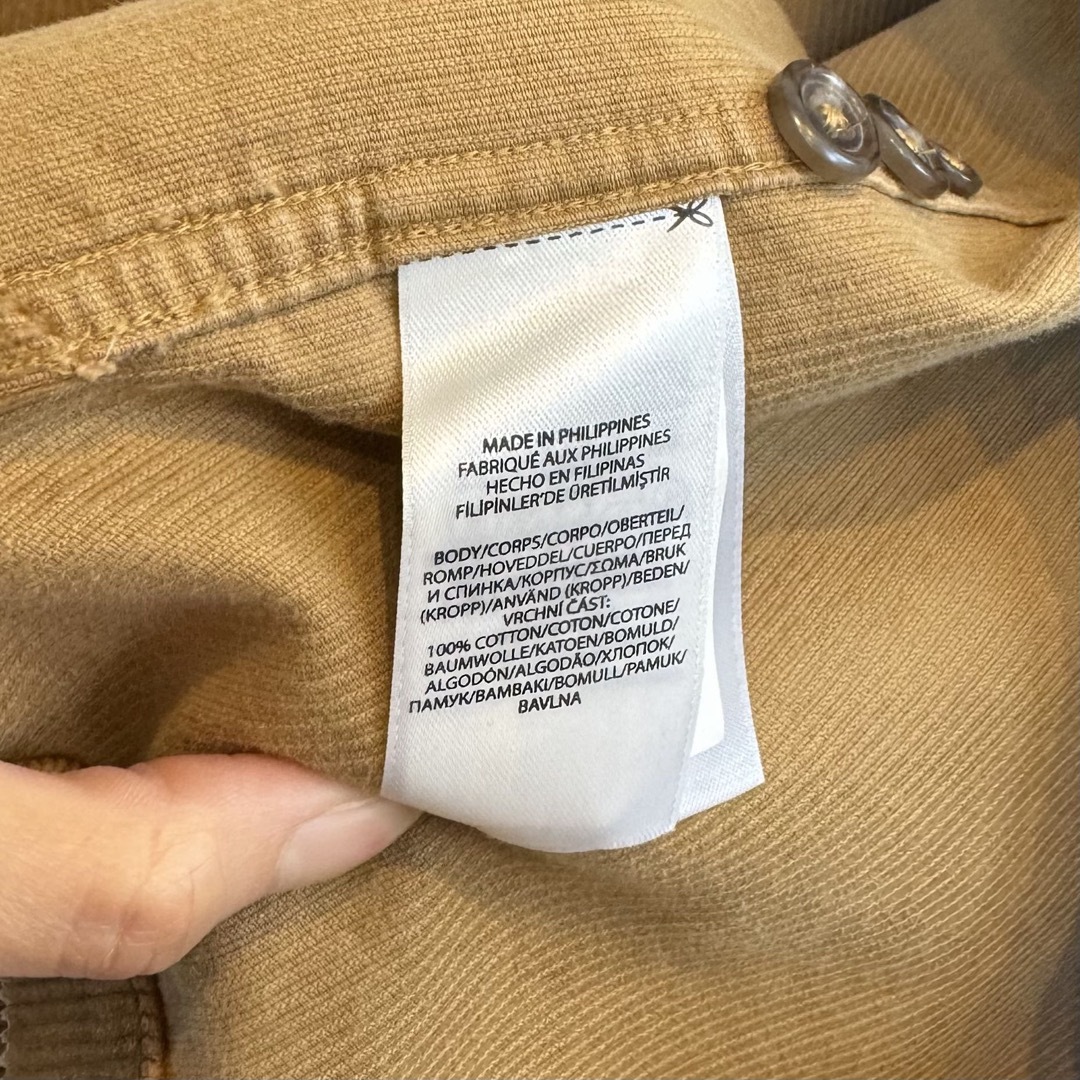 MADE IN PHILIPPINES
FABRIQUÉ AUX PHILIPPINES
HECHO EN FILIPINAS
FİLİPİNLER'DE ÜRETİLMİŞTİR
BODY/CORPS/CORPO/OBERTEIL/
ROMP/HOVEDDEL/CUERPO/ПЕРЕД
И СПИНКА/КОРПУС/ΣΩΜΑ/BRUK
(KROPP)/ANVÄND (KROPP)/BEDEN/
VRCHNÍ ČÁST:
100% COTTON/COTON/COTONE/
BAUMWOLLE/KATOEN/BOMULD/
ALGODÓN/ALGODÃO/ХЛОПОК/
ПАМУК/BAMBAKI/BOMULL/PAMUK/
BAVLNA